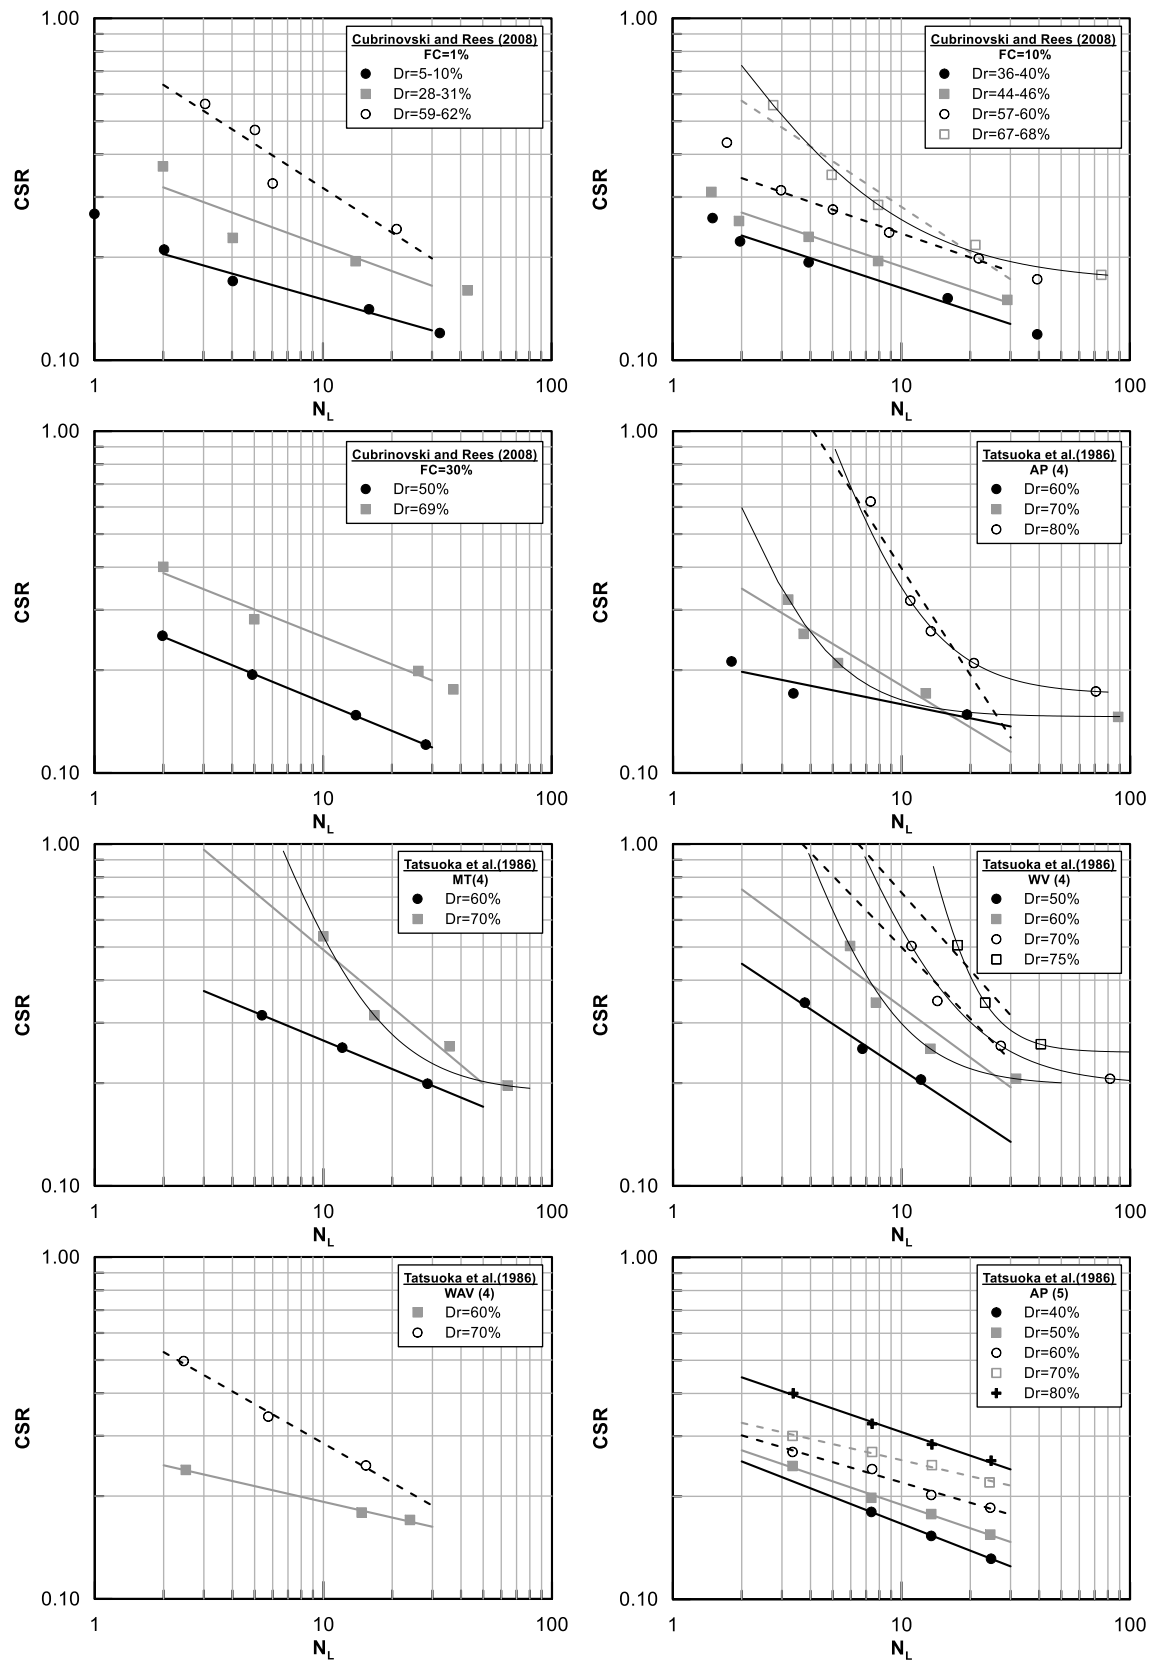 1.00
CSR
0.10
1
10
100
N_L
Cubrinovski and Rees (2008)
FC=1%
Dr=5-10%
Dr=28-31%
Dr=59-62%
1.00
CSR
0.10
1
10
100
N_L
Cubrinovski and Rees (2008)
FC=10%
Dr=36-40%
Dr=44-46%
Dr=57-60%
Dr=67-68%
1.00
CSR
0.10
1
10
100
N_L
Cubrinovski and Rees (2008)
FC=30%
Dr=50%
Dr=69%
1.00
CSR
0.10
1
10
100
N_L
Tatsuoka et al.(1986)
AP (4)
Dr=60%
Dr=70%
Dr=80%
1.00
CSR
0.10
1
10
100
N_L
Tatsuoka et al.(1986)
MT(4)
Dr=60%
Dr=70%
1.00
CSR
0.10
1
10
100
N_L
Tatsuoka et al.(1986)
WV (4)
Dr=50%
Dr=60%
Dr=70%
Dr=75%
1.00
CSR
0.10
1
10
100
N_L
Tatsuoka et al.(1986)
WAV (4)
Dr=60%
Dr=70%
1.00
CSR
0.10
1
10
100
N_L
Tatsuoka et al.(1986)
AP (5)
Dr=40%
Dr=50%
Dr=60%
Dr=70%
Dr=80%